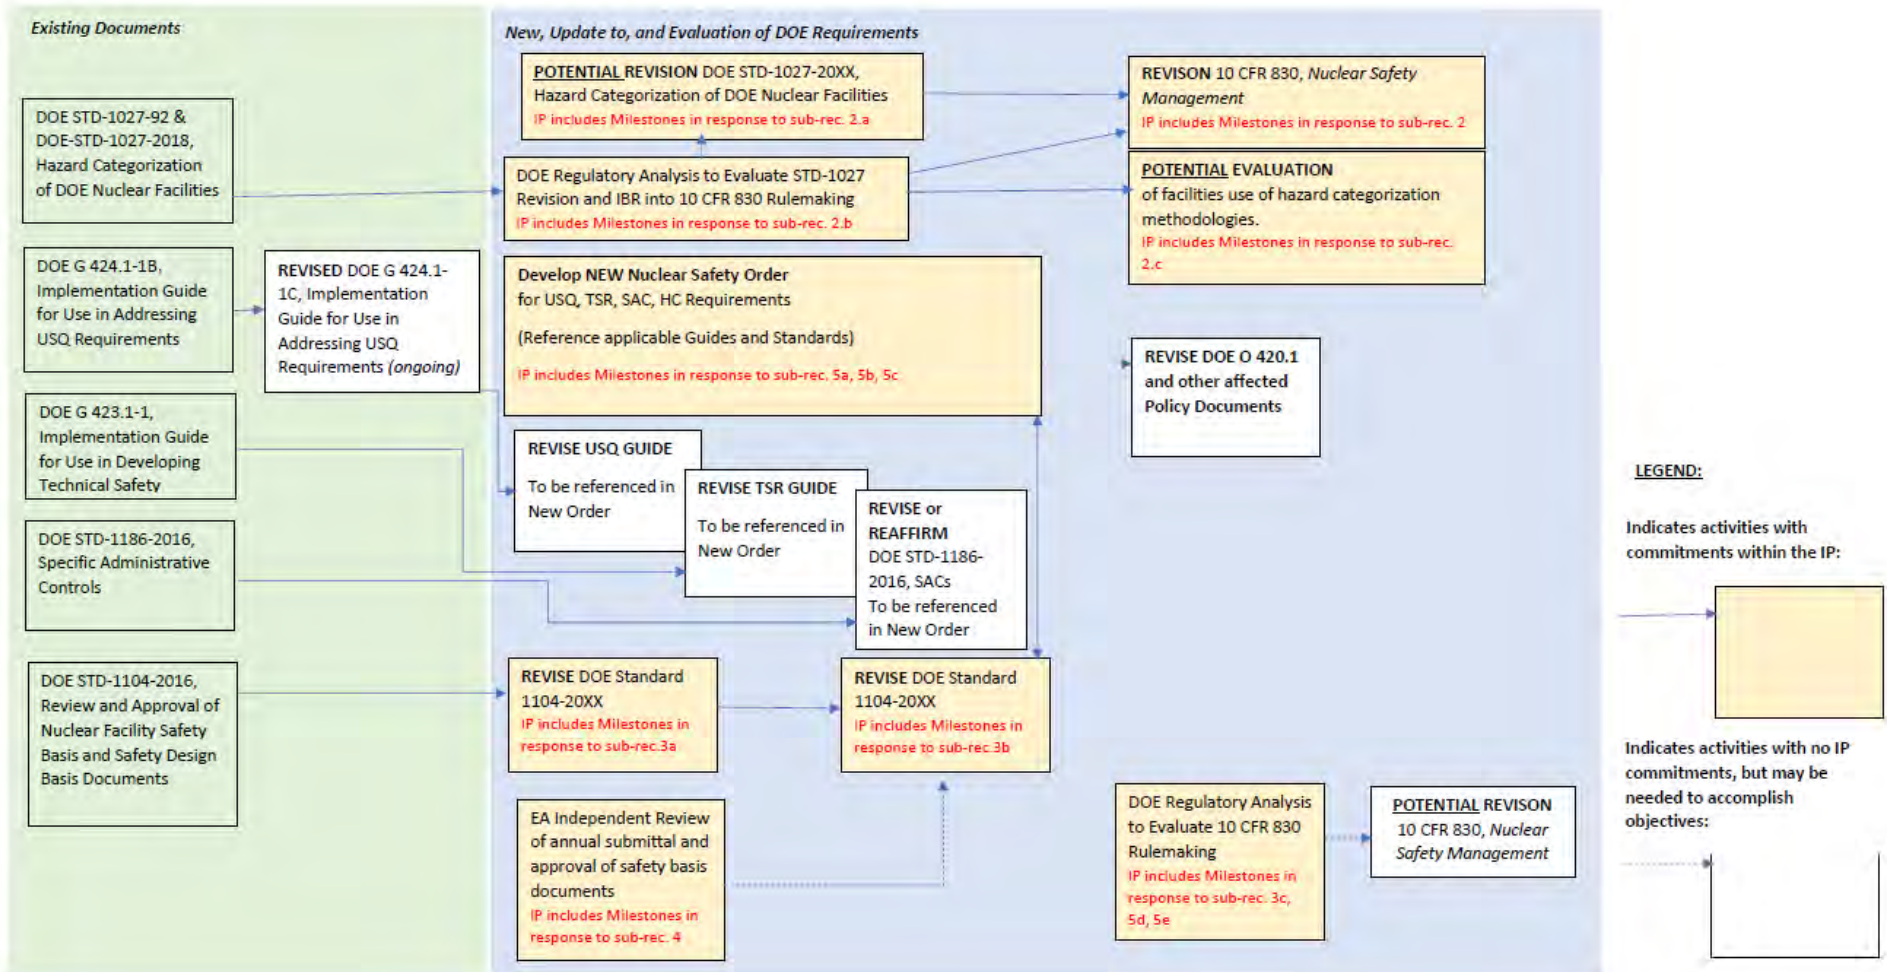 Existing Documents
New, Update to, and Evaluation of DOE Requirements
DOE STD-1027-92 &
DOE-STD-1027-2018,
Hazard Categorization
of DOE Nuclear Facilities
DOE G 424.1-1B,
Implementation Guide
for Use in Addressing
USQ Requirements
REVISED DOE G 424.1-
1C, Implementation
Guide for Use in
Addressing USQ
Requirements (ongoing)
DOE G 423.1-1,
Implementation Guide
for Use in Developing
Technical Safety
DOE STD-1186-2016,
Specific Administrative
Controls
DOE STD-1104-2016,
Review and Approval of
Nuclear Facility Safety
Basis and Safety Design
Basis Documents
POTENTIAL REVISION DOE STD-1027-20XX,
Hazard Categorization of DOE Nuclear Facilities
IP includes Milestones in response to sub-rec. 2.a
DOE Regulatory Analysis to Evaluate STD-1027
Revision and IBR into 10 CFR 830 Rulemaking
IP includes Milestones in response to sub-rec. 2.b
REVISON 10 CFR 830, Nuclear Safety
Management
IP includes Milestones in response to sub-rec. 2
POTENTIAL EVALUATION
of facilities use of hazard categorization
methodologies.
IP includes Milestones in response to sub-rec.
2.c
Develop NEW Nuclear Safety Order
for USQ, TSR, SAC, HC Requirements
(Reference applicable Guides and Standards)
IP includes Milestones in response to sub-rec. 5a, 5b, 5c
REVISE DOE O 420.1
and other affected
Policy Documents
REVISE USQ GUIDE
To be referenced in
New Order
REVISE TSR GUIDE
To be referenced in
New Order
REVISE or
REAFFIRM
DOE STD-1186-
2016, SACs
To be referenced
in New Order
REVISE DOE Standard
1104-20XX
IP includes Milestones in
response to sub-rec.3a
REVISE DOE Standard
1104-20XX
IP includes Milestones in
response to sub-rec.3b
EA Independent Review
of annual submittal and
approval of safety basis
documents
IP includes Milestones in
response to sub-rec. 4
DOE Regulatory Analysis
to Evaluate 10 CFR 830
Rulemaking
IP includes Milestones in
response to sub-rec. 3c,
5d, 5e
POTENTIAL REVISON
10 CFR 830, Nuclear
Safety Management
LEGEND:
Indicates activities with
commitments within the IP:
Indicates activities with no IP
commitments, but may be
needed to accomplish
objectives: